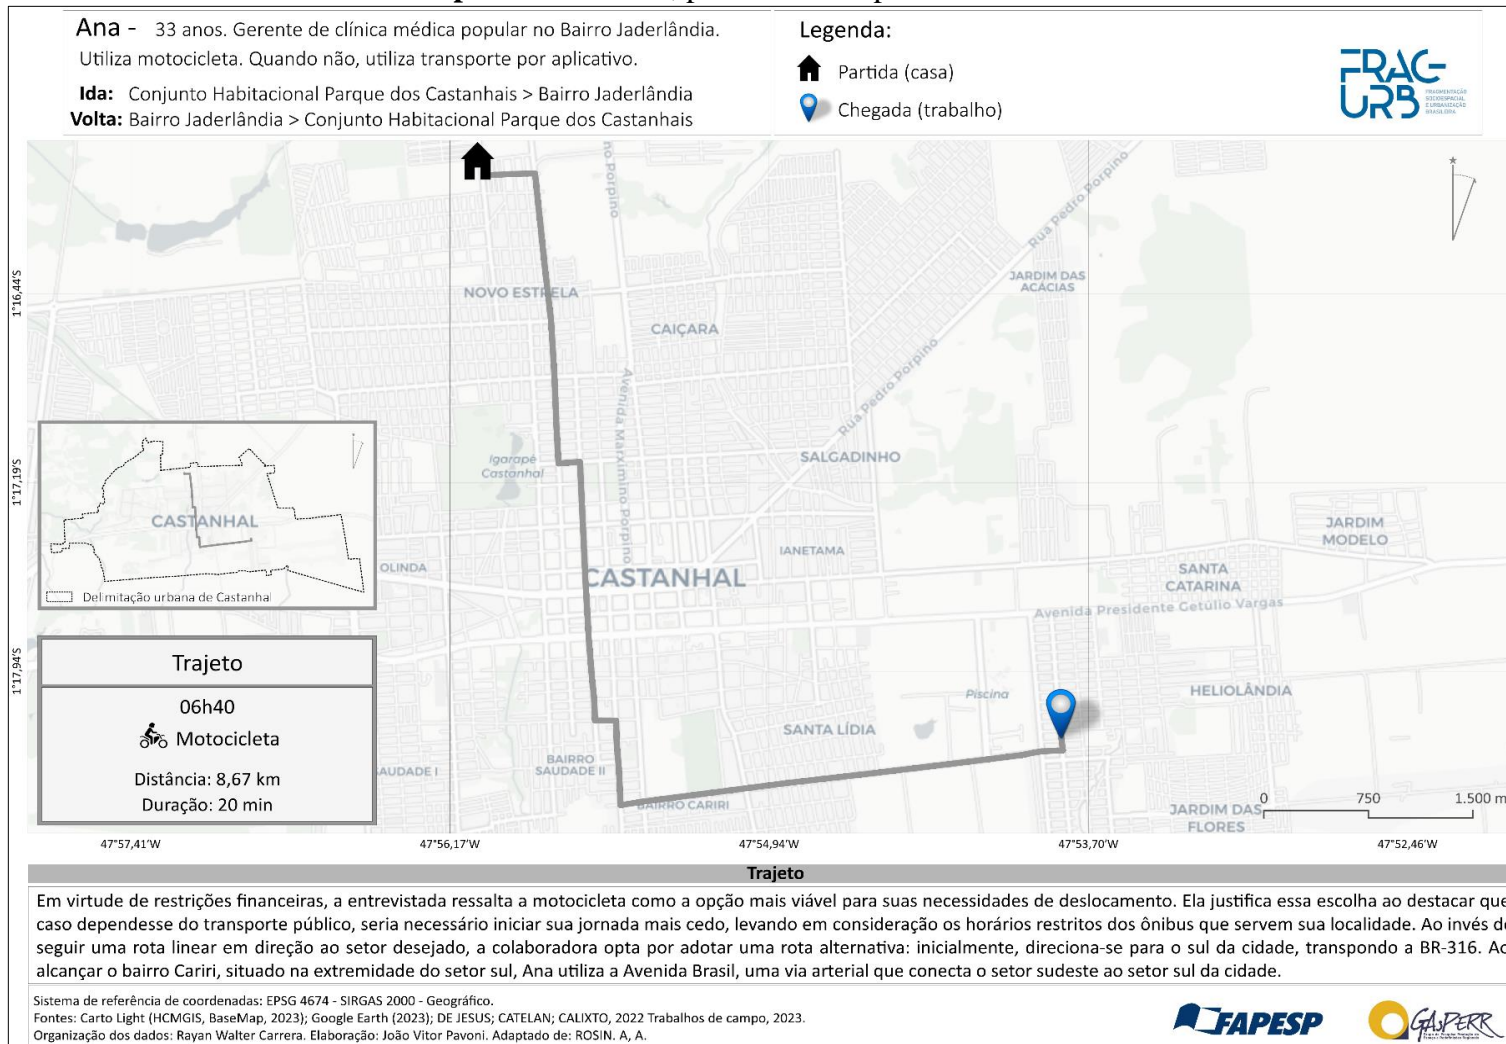 Ana - 33 anos. Gerente de clínica médica popular no Bairro Jaderlândia.
Utiliza motocicleta. Quando não, utiliza transporte por aplicativo.
Ida: Conjunto Habitacional Parque dos Castanhais > Bairro Jaderlândia
Volta: Bairro Jaderlândia > Conjunto Habitacional Parque dos Castanhais
Legenda:
Partida (casa)
Chegada (trabalho)
FRAG-
URB
FRAGMENTAÇÃO
SOCIOESPACIAL
E URBANIZAÇÃO
BRASILEIRA
no Porpino
Rua Pedro Porpino
JARDIM DAS
ACÁCIAS
NOVO ESTRELA
CAIÇARA
1°16,44'S
Rua Pedro Porpino
Avenida Marximino Porpino
Igarapé
Castanhal
SALGADINHO
1°17,19'S
JARDIM
MODELO
CASTANHAL
IANETAMA
OLINDA
CASTANHAL
SANTA
CATARINA
Delimitação urbana de Castanhal
Avenida Presidente Getúlio Vargas
1°17,94'S
Trajeto
06h40
Motocicleta
Distância: 8,67 km
Duração: 20 min
Piscina
HELIOLÂNDIA
SANTA LÍDIA
BAIRRO
SAUDADE II
AUDADE I
BAIRRO CARIRI
JARDIM DAS
FLORES
0 750 1.500 m
47°57,41'W 47°56,17'W 47°54,94'W 47°53,70'W 47°52,46'W
Trajeto
Em virtude de restrições financeiras, a entrevistada ressalta a motocicleta como a opção mais viável para suas necessidades de deslocamento. Ela justifica essa escolha ao destacar que
caso dependesse do transporte público, seria necessário iniciar sua jornada mais cedo, levando em consideração os horários restritos dos ônibus que servem sua localidade. Ao invés de
seguir uma rota linear em direção ao setor desejado, a colaboradora opta por adotar uma rota alternativa: inicialmente, direciona-se para o sul da cidade, transpondo a BR-316. Ao
alcançar o bairro Cariri, situado na extremidade do setor sul, Ana utiliza a Avenida Brasil, uma via arterial que conecta o setor sudeste ao setor sul da cidade.
Sistema de referência de coordenadas: EPSG 4674 - SIRGAS 2000 - Geográfico.
Fontes: Carto Light (HCMGIS, BaseMap, 2023); Google Earth (2023); DE JESUS; CATELAN; CALIXTO, 2022 Trabalhos de campo, 2023.
Organização dos dados: Rayan Walter Carrera. Elaboração: João Vitor Pavoni. Adaptado de: ROSIN. A, A.
FAPESP
GAsPERR